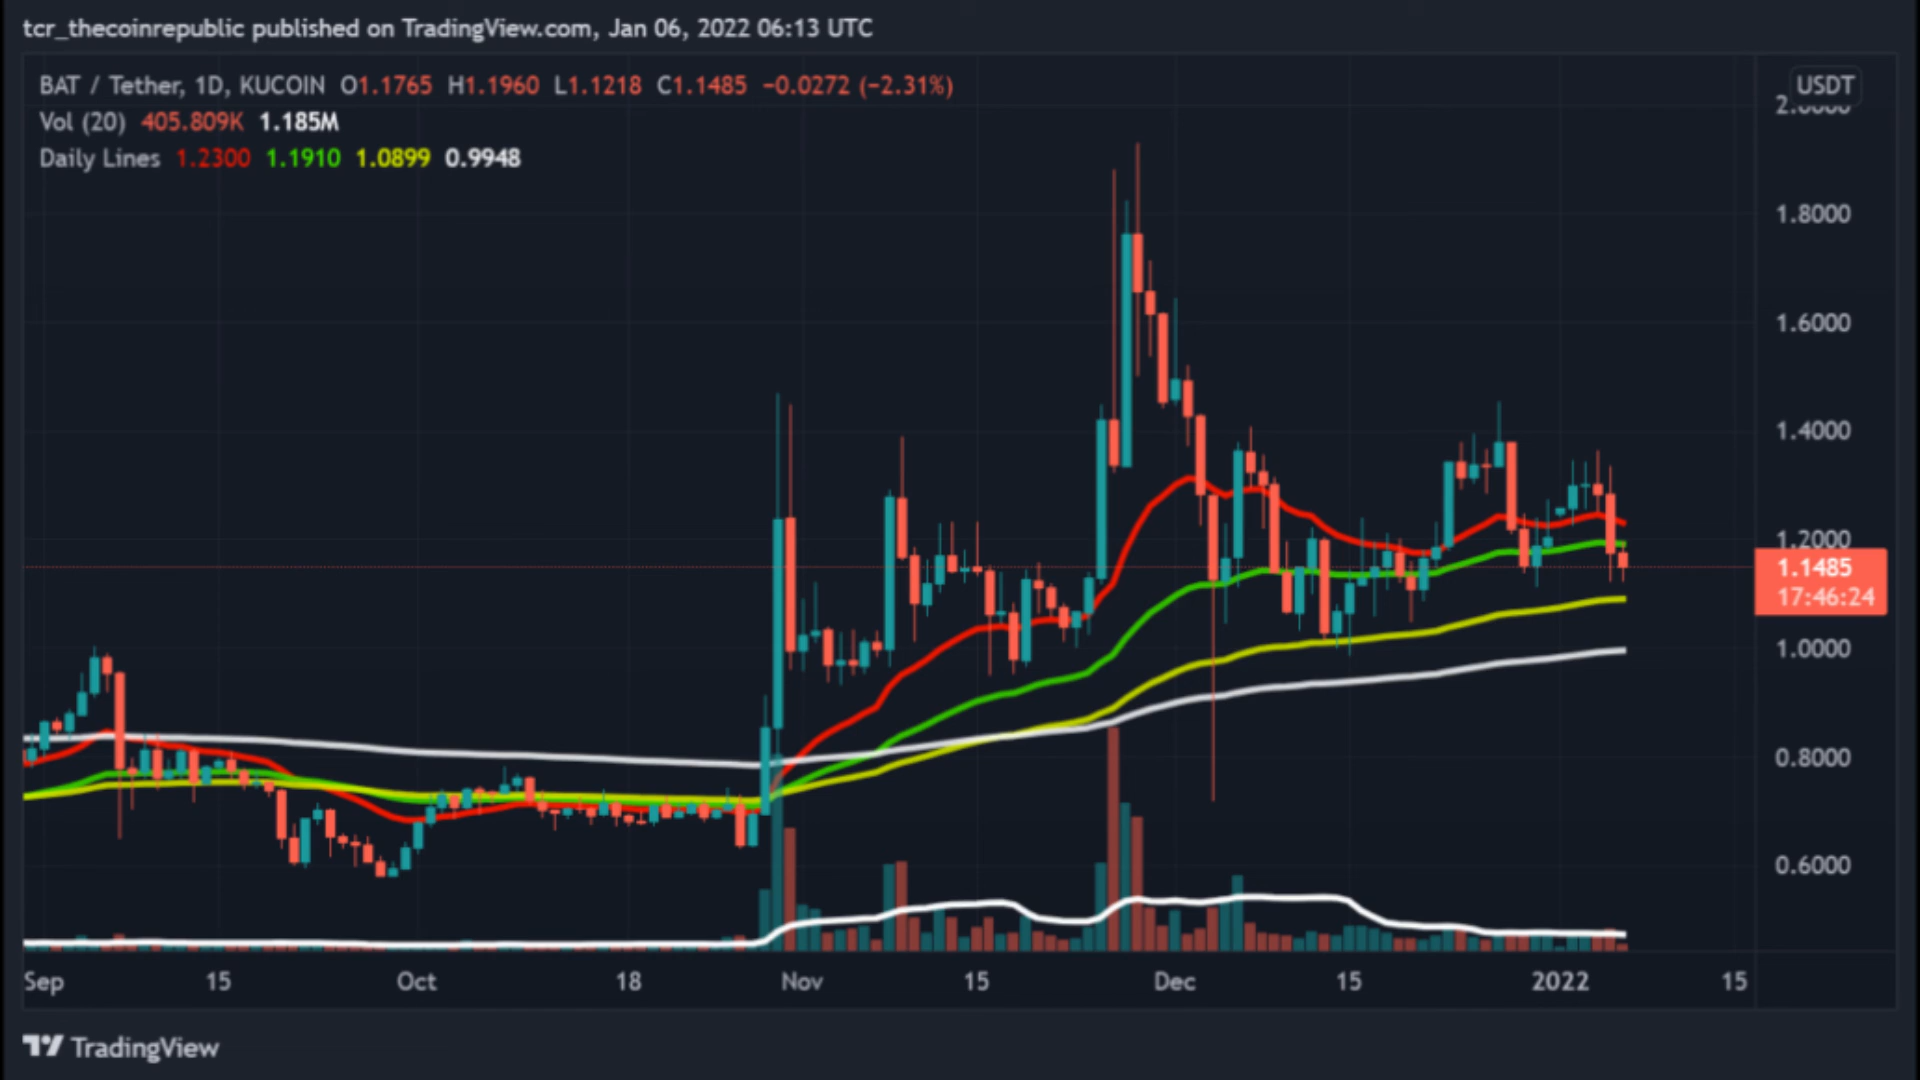 tcr_thecoinrepublic published on TradingView.com, Jan 06, 2022 06:13 UTC
BAT / Tether, 1D, KUCOIN O1.1765 H1.1960 L1.1218 C1.1485 −0.0272 (−2.31%)
Vol (20) 405.809K 1.185M
Daily Lines 1.2300 1.1910 1.0899 0.9948
USDT
2.0000
1.8000
1.6000
1.4000
1.2000
1.1485
17:46:24
1.0000
0.8000
0.6000
Sep 15 Oct 18 Nov 15 Dec 15 2022 15
TradingView